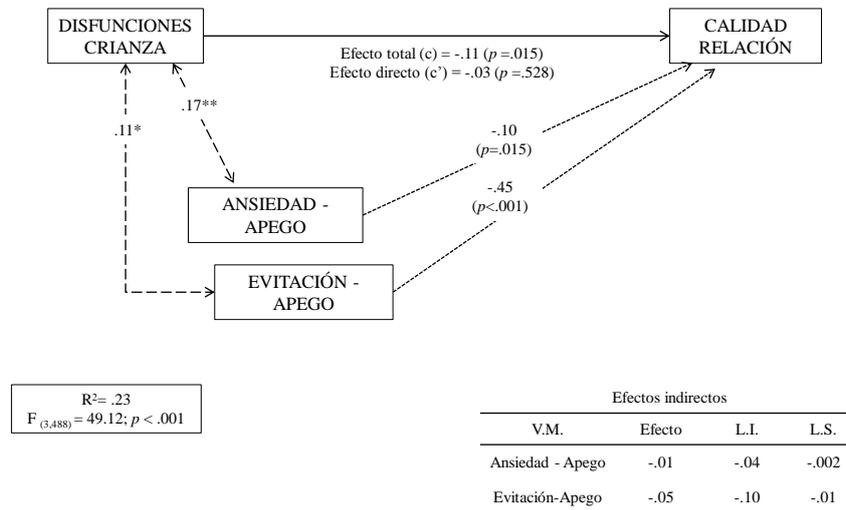 DISFUNCIONES
CRIANZA
CALIDAD
RELACIÓN
Efecto total (c) = -.11 (p =.015)
Efecto directo (c') = -.03 (p =.528)
.17**
.11*
-.10
(p=.015)
-.45
(p<.001)
ANSIEDAD -
APEGO
EVITACIÓN -
APEGO
R²= .23
F (3,488) = 49.12; p < .001
Efectos indirectos
V.M. Efecto L.I. L.S.
Ansiedad - Apego -.01 -.04 -.002
Evitación-Apego -.05 -.10 -.01